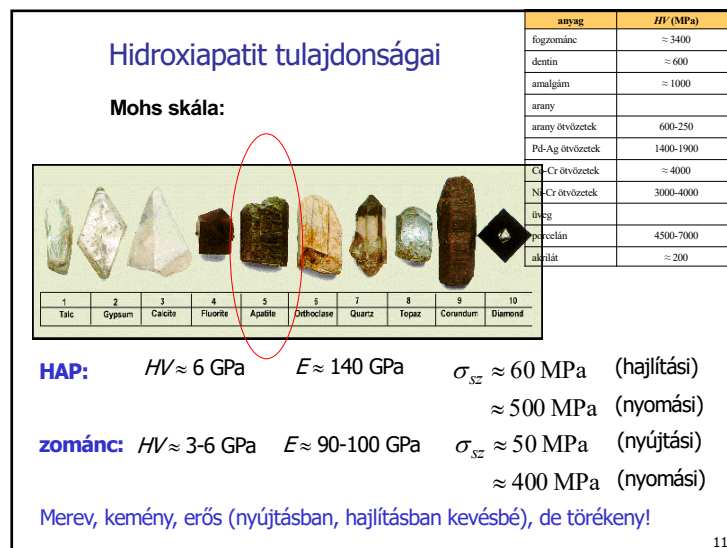 Hidroxiapatit tulajdonságai
Mohs skála:
anyag HV (MPa)
fogzománc ≈ 3400
dentin ≈ 600
amalgám ≈ 1000
arany
arany ötvözetek 600-250
Pd-Ag ötvözetek 1400-1900
Co-Cr ötvözetek ≈ 4000
Ni-Cr ötvözetek 3000-4000
üveg
porcelán 4500-7000
akrilát ≈ 200
1 2 3 4 5 6 7 8 9 10
Talc Gypsum Calcite Fluorite Apatite Orthoclase Quartz Topaz Corundum Diamond
HAP: HV ≈ 6 GPa E ≈ 140 GPa σsz ≈ 60 MPa (hajlítási)
≈ 500 MPa (nyomási)
zománc: HV ≈ 3-6 GPa E ≈ 90-100 GPa σsz ≈ 50 MPa (nyújtási)
≈ 400 MPa (nyomási)
Merev, kemény, erős (nyújtásban, hajlításban kevésbé), de törékeny!
11